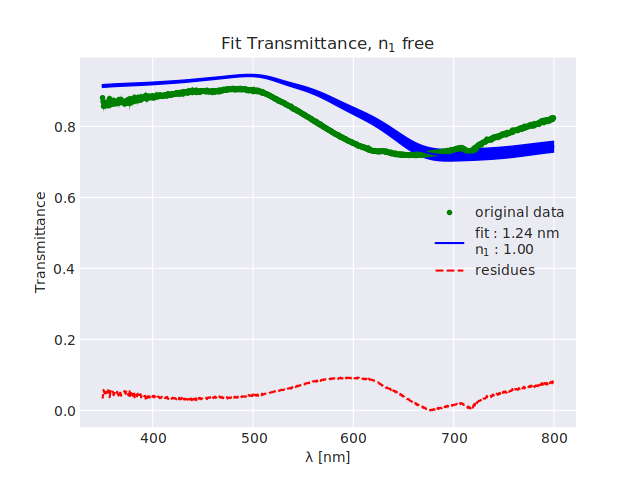 Fit Transmittance, n₁ free
Transmittance
0.8
0.6
0.4
0.2
0.0
original data
fit : 1.24 nm
n₁ : 1.00
residues
400 500 600 700 800
λ [nm]